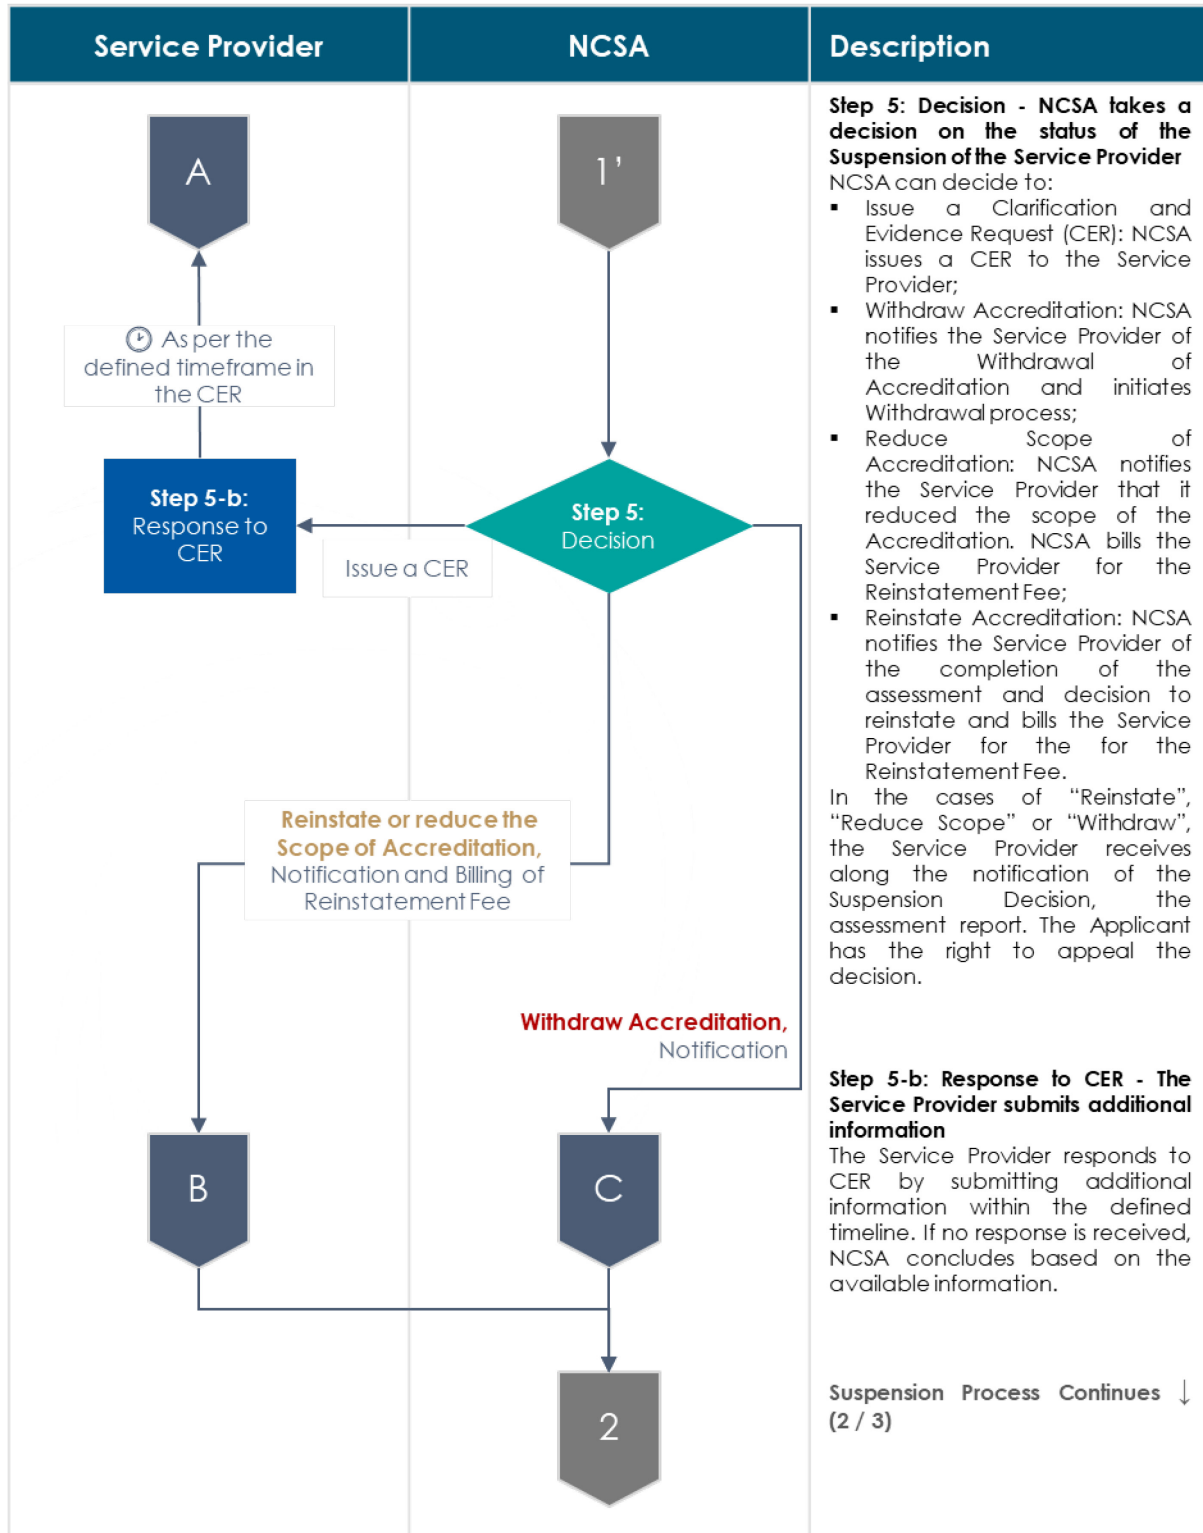 Service Provider
NCSA
Description
A
1’
As per the
defined timeframe in
the CER
Step 5-b:
Response to
CER
Issue a CER
Step 5:
Decision
Reinstate or reduce the
Scope of Accreditation,
Notification and Billing of
Reinstatement Fee
Withdraw Accreditation,
Notification
B
C
2
Step 5: Decision - NCSA takes a
decision on the status of the
Suspension of the Service Provider
NCSA can decide to:
▪ Issue a Clarification and
Evidence Request (CER): NCSA
issues a CER to the Service
Provider;
▪ Withdraw Accreditation: NCSA
notifies the Service Provider of
the Withdrawal of
Accreditation and initiates
Withdrawal process;
▪ Reduce Scope of
Accreditation: NCSA notifies
the Service Provider that it
reduced the scope of the
Accreditation. NCSA bills the
Service Provider for the
Reinstatement Fee;
▪ Reinstate Accreditation: NCSA
notifies the Service Provider of
the completion of the
assessment and decision to
reinstate and bills the Service
Provider for the for the
Reinstatement Fee.
In the cases of “Reinstate”,
“Reduce Scope” or “Withdraw”,
the Service Provider receives
along the notification of the
Suspension Decision, the
assessment report. The Applicant
has the right to appeal the
decision.
Step 5-b: Response to CER - The
Service Provider submits additional
information
The Service Provider responds to
CER by submitting additional
information within the defined
timeline. If no response is received,
NCSA concludes based on the
available information.
Suspension Process Continues ↓
(2 / 3)